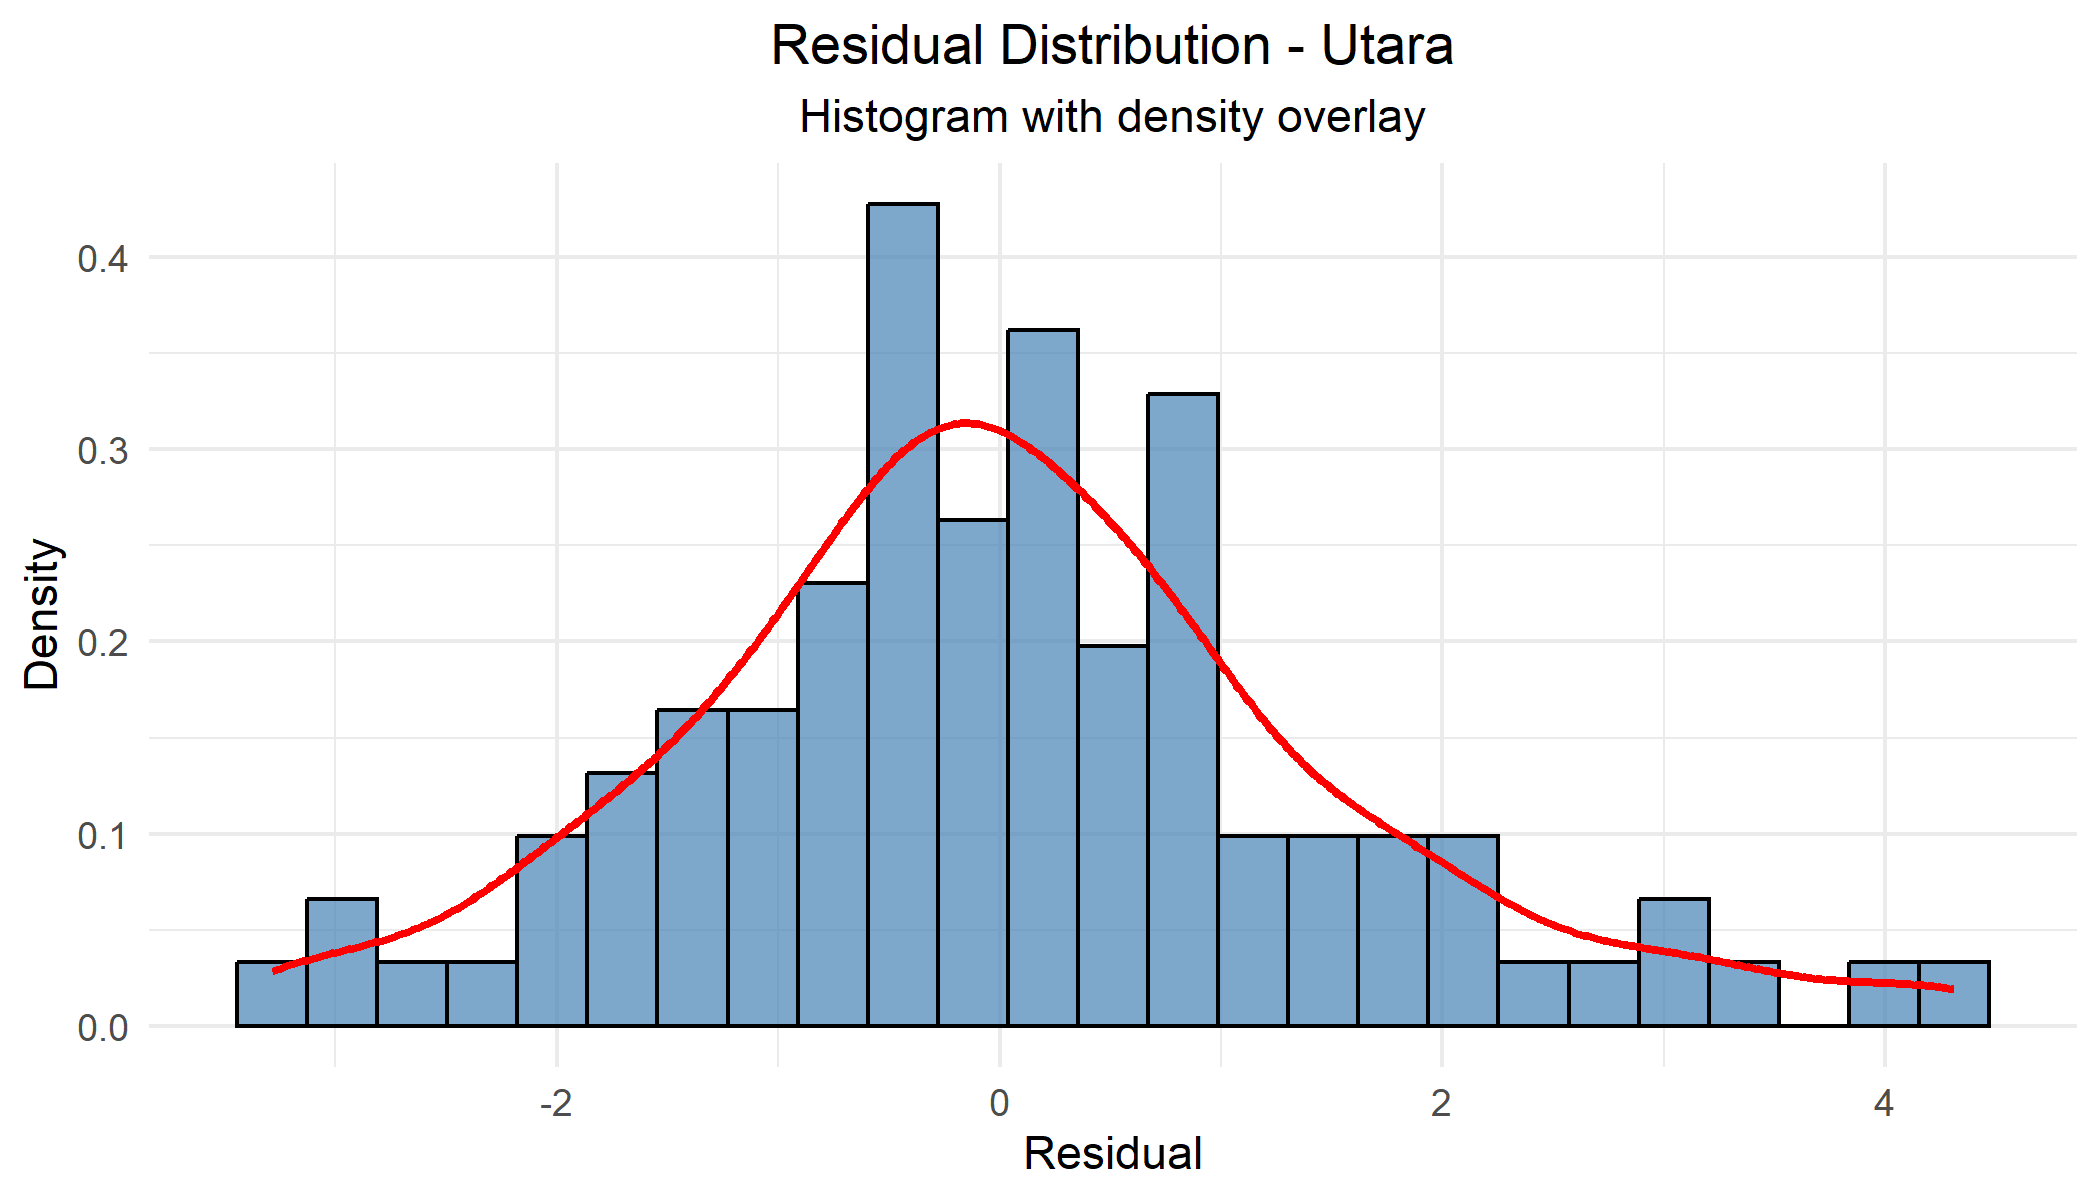 Residual Distribution - Utara
Histogram with density overlay
Density
0.4
0.3
0.2
0.1
0.0
-2 0 2 4
Residual